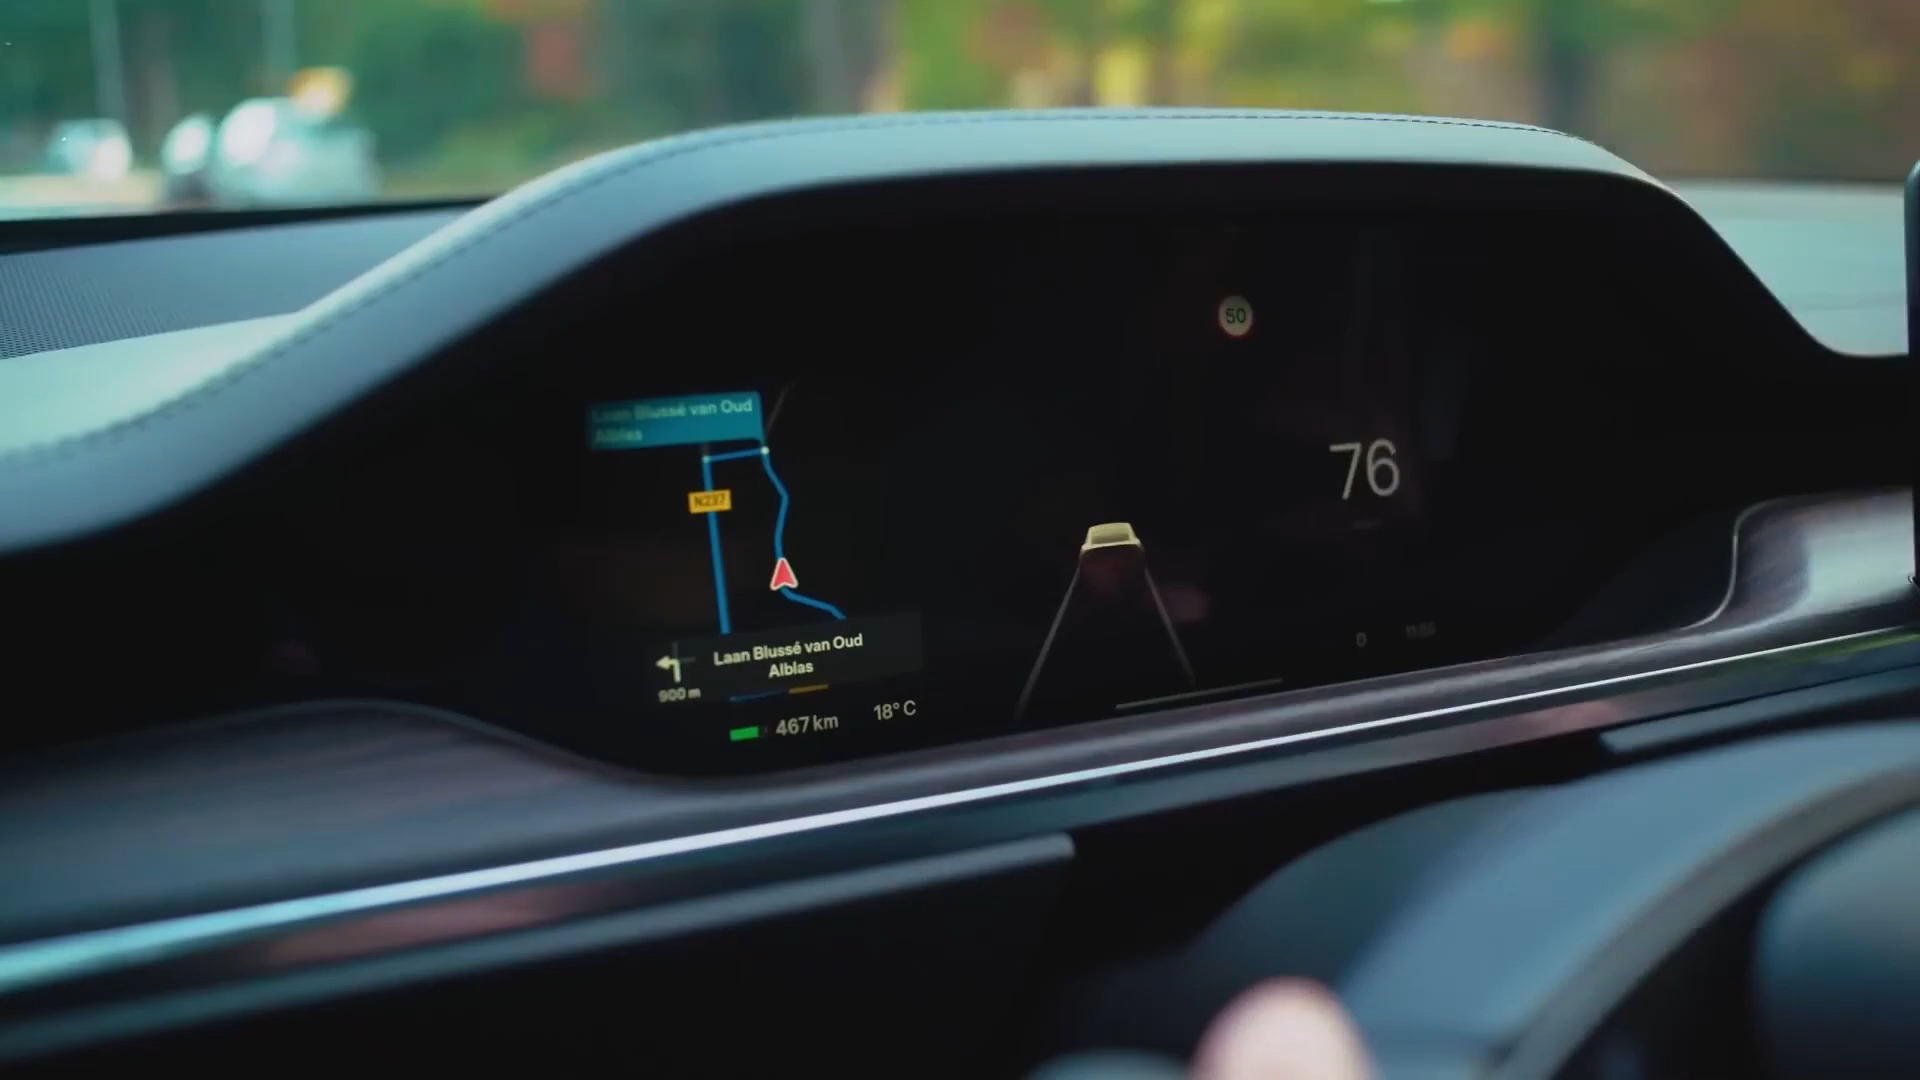 50
Laan Blussé van Oud
Alblas
N237
76
Laan Blussé van Oud
Alblas
900 m
D
467 km
18° C